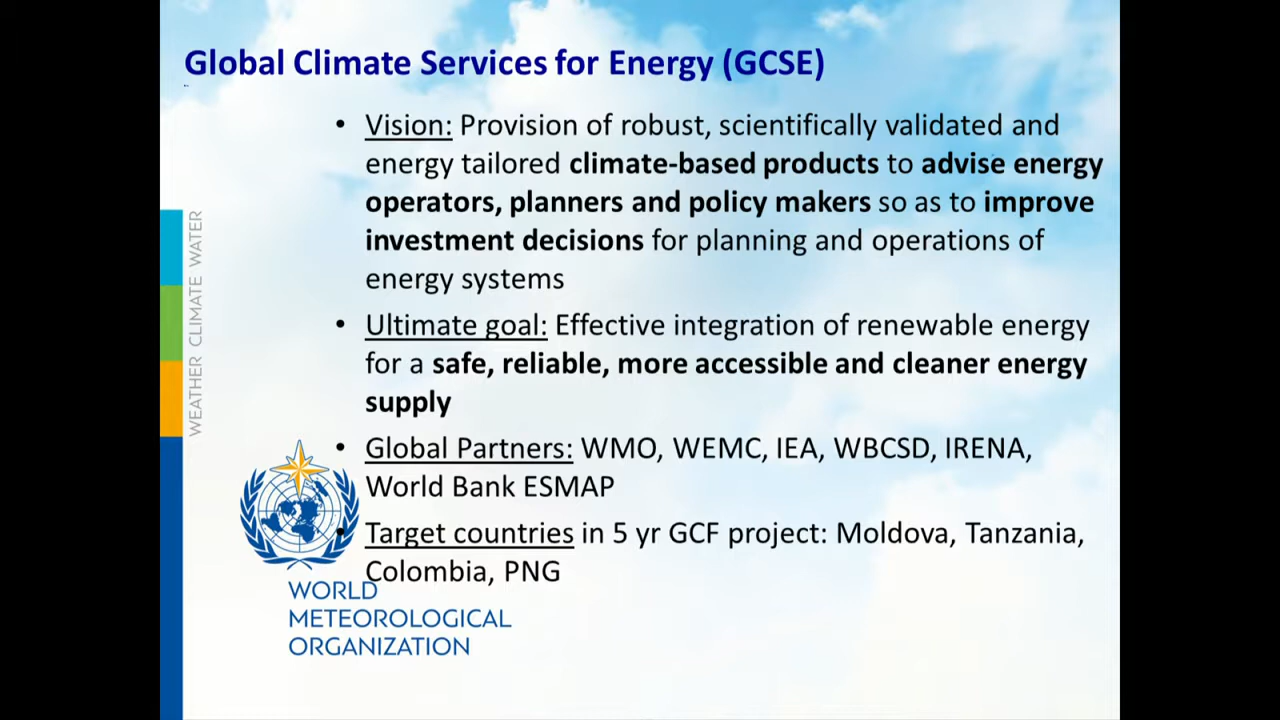 Global Climate Services for Energy (GCSE)
• Vision: Provision of robust, scientifically validated and
energy tailored climate-based products to advise energy
operators, planners and policy makers so as to improve
investment decisions for planning and operations of
energy systems
• Ultimate goal: Effective integration of renewable energy
for a safe, reliable, more accessible and cleaner energy
supply
• Global Partners: WMO, WEMC, IEA, WBCSD, IRENA,
World Bank ESMAP
• Target countries in 5 yr GCF project: Moldova, Tanzania,
Colombia, PNG
WEATHER CLIMATE WATER
WORLD
METEOROLOGICAL
ORGANIZATION